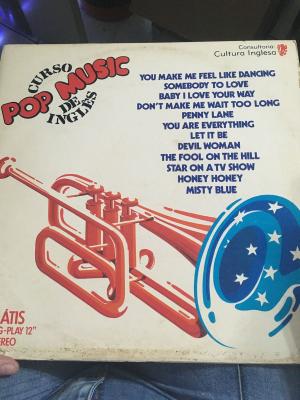 Consultoria:
Cultura Inglesa
CURSO
POP MUSIC
DE
INGLÊS
YOU MAKE ME FEEL LIKE DANCING
SOMEBODY TO LOVE
BABY I LOVE YOUR WAY
DON'T MAKE ME WAIT TOO LONG
PENNY LANE
YOU ARE EVERYTHING
LET IT BE
DEVIL WOMAN
THE FOOL ON THE HILL
STAR ON A TV SHOW
HONEY HONEY
MISTY BLUE
ÁTIS
G-PLAY 12"
EREO